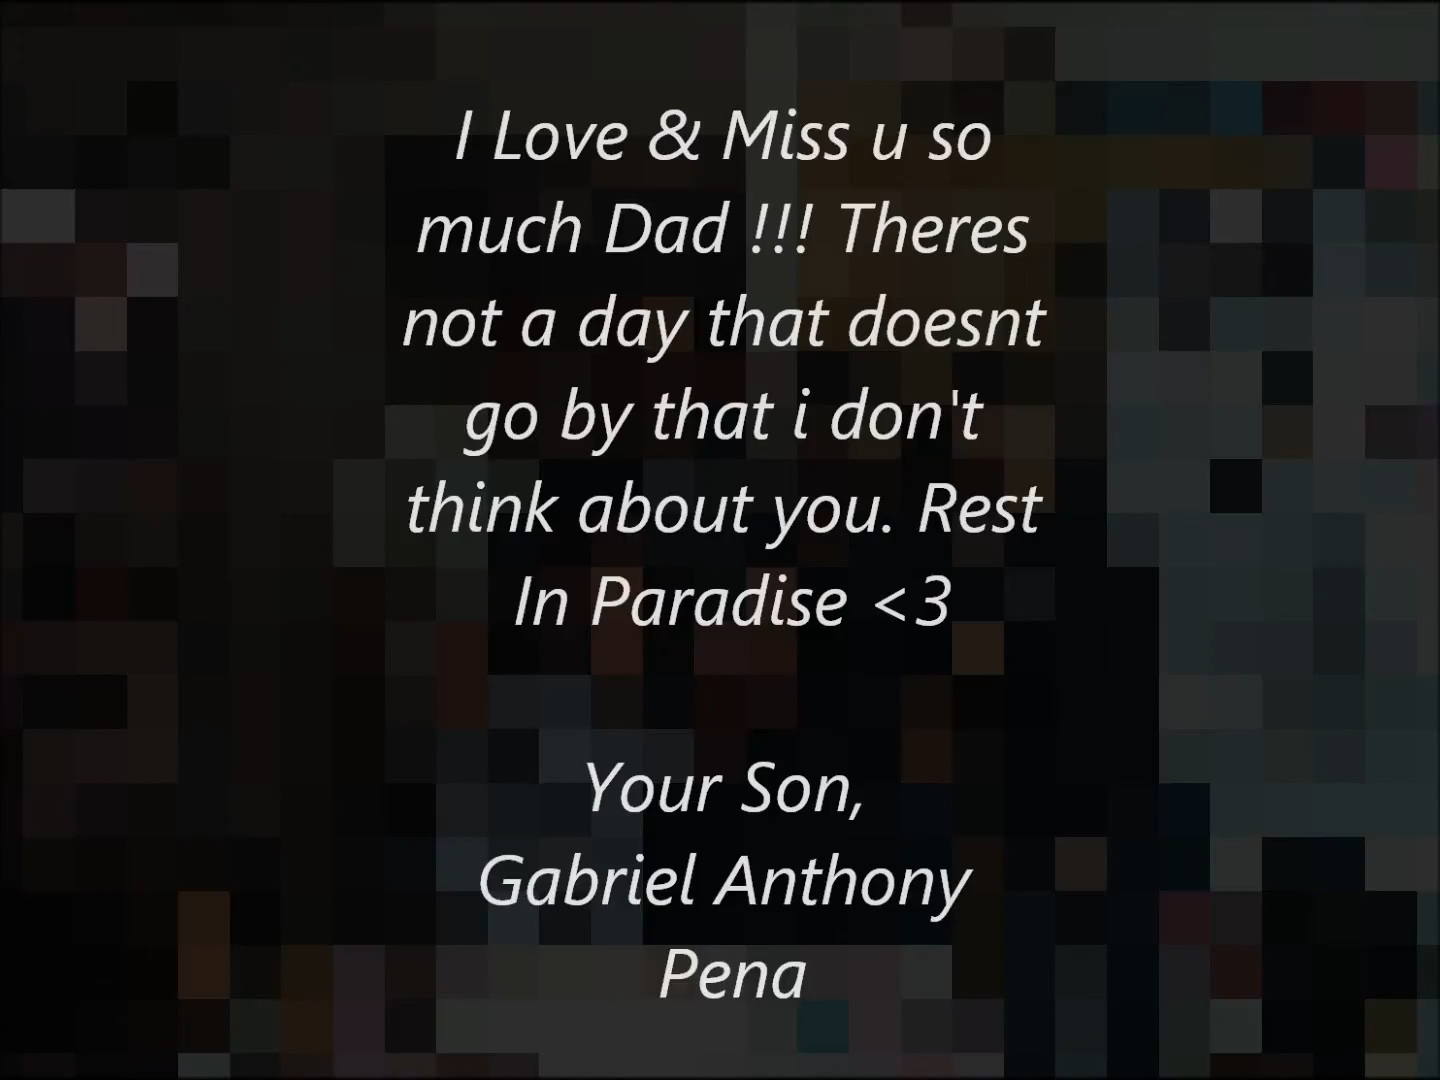 I Love & Miss u so
much Dad !!! Theres
not a day that doesnt
go by that i don't
think about you. Rest
In Paradise <3
Your Son,
Gabriel Anthony
Pena